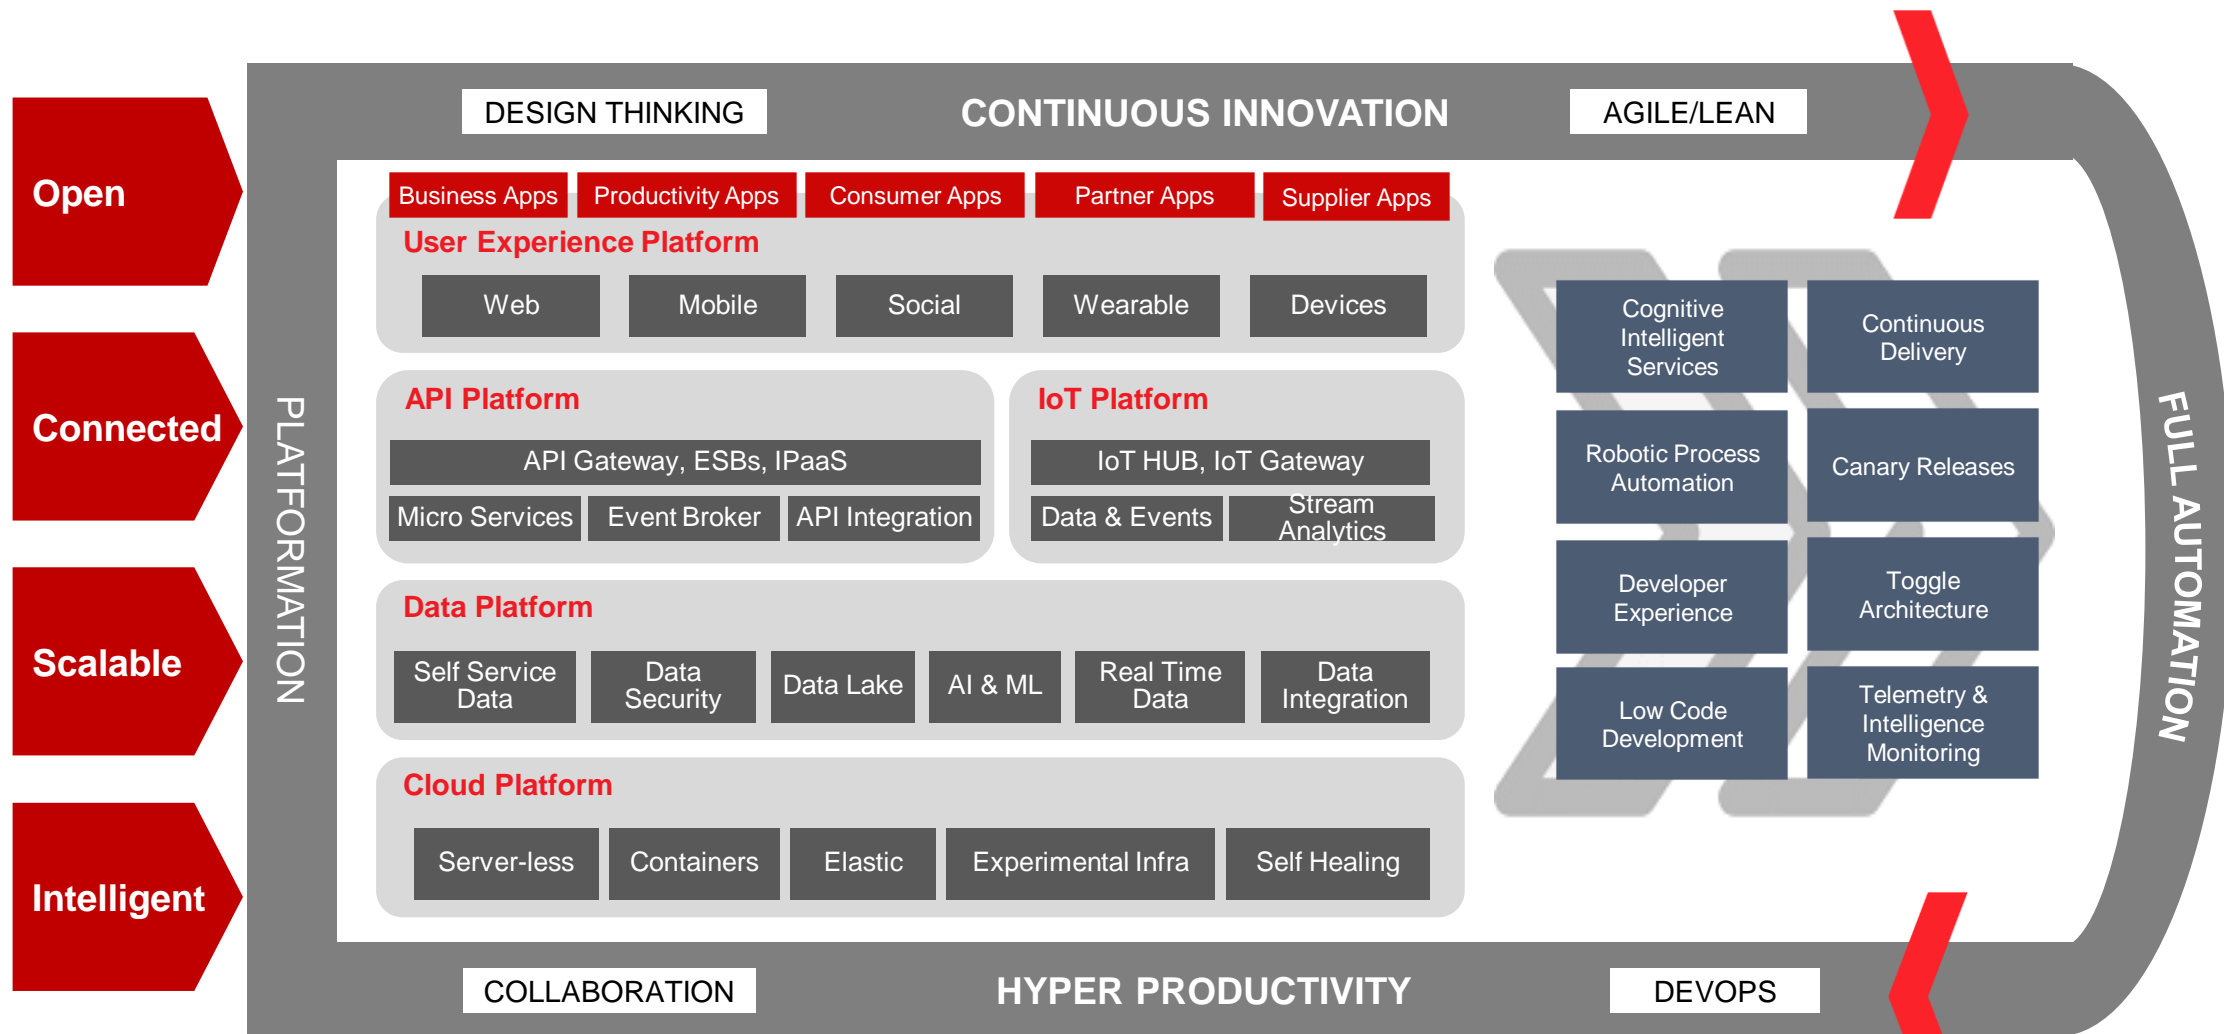 DESIGN THINKING
CONTINUOUS INNOVATION
AGILE/LEAN
Open
Connected
Scalable
Intelligent
PLATFORMATION
Business Apps
Productivity Apps
Consumer Apps
Partner Apps
Supplier Apps
User Experience Platform
Web
Mobile
Social
Wearable
Devices
API Platform
API Gateway, ESBs, IPaaS
Micro Services
Event Broker
API Integration
IoT Platform
IoT HUB, IoT Gateway
Data & Events
Stream
Analytics
Data Platform
Self Service
Data
Data
Security
Data Lake
AI & ML
Real Time
Data
Data
Integration
Cloud Platform
Server-less
Containers
Elastic
Experimental Infra
Self Healing
Cognitive
Intelligent
Services
Continuous
Delivery
Robotic Process
Automation
Canary Releases
Developer
Experience
Toggle
Architecture
Low Code
Development
Telemetry &
Intelligence
Monitoring
FULL AUTOMATION
COLLABORATION
HYPER PRODUCTIVITY
DEVOPS